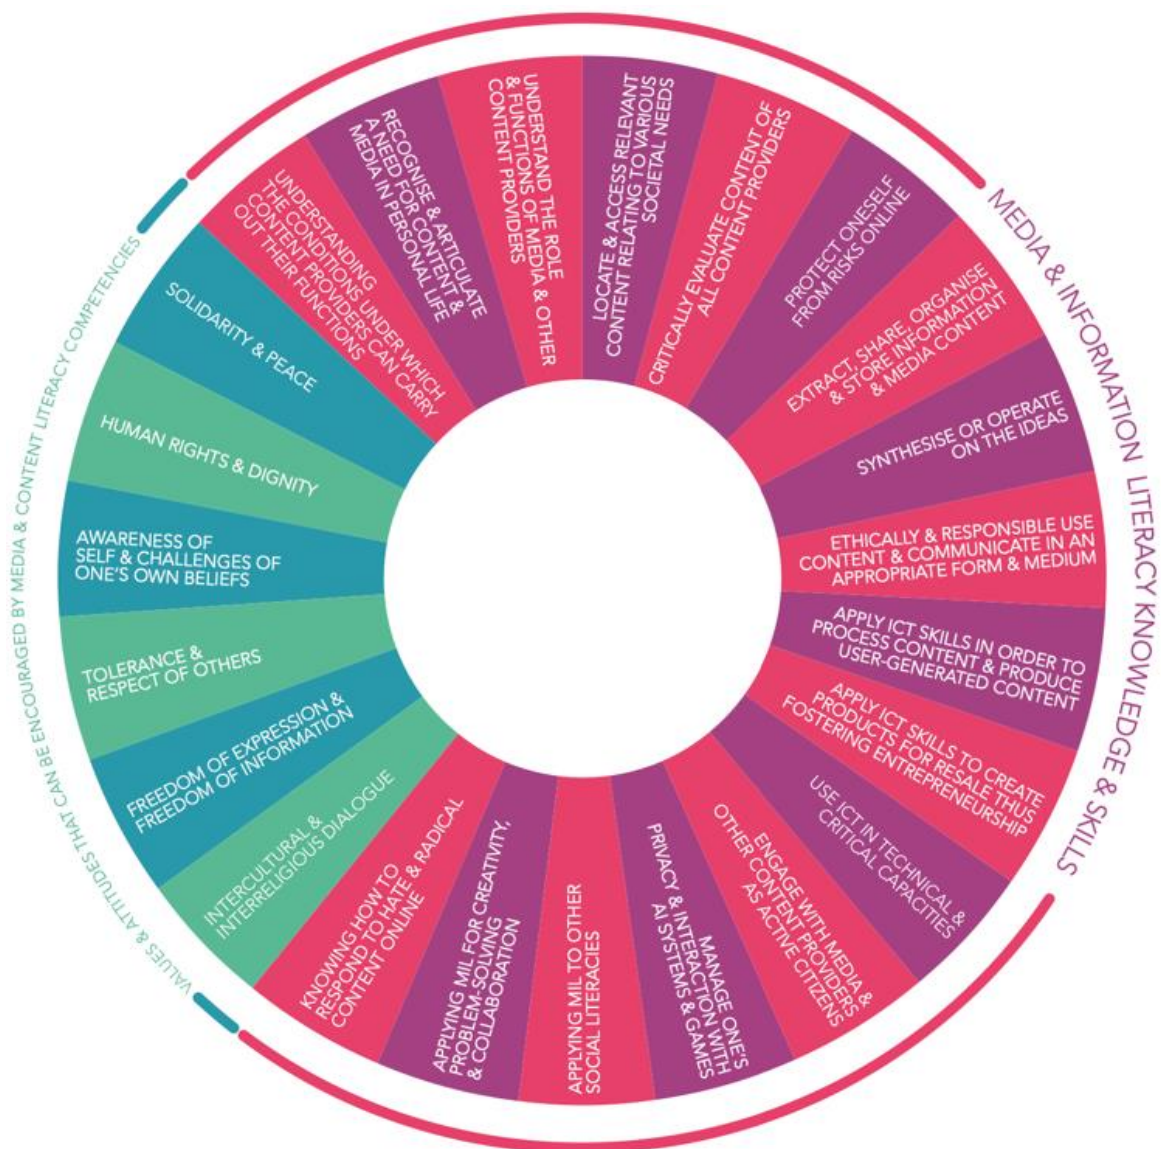 MEDIA & INFORMATION LITERACY KNOWLEDGE & SKILLS
UNDERSTANDING
THE CONDITIONS UNDER WHICH
CONTENT PROVIDERS CAN CARRY
OUT THEIR FUNCTIONS
RECOGNISE & ARTICULATE
A NEED FOR CONTENT &
MEDIA IN PERSONAL LIFE
UNDERSTAND THE ROLE
& FUNCTIONS OF MEDIA & OTHER
CONTENT PROVIDERS
LOCATE & ACCESS RELEVANT
CONTENT RELATING TO VARIOUS
SOCIETAL NEEDS
CRITICALLY EVALUATE CONTENT OF
ALL CONTENT PROVIDERS
PROTECT ONESELF
FROM RISKS ONLINE
EXTRACT, SHARE, ORGANISE
& STORE INFORMATION
& MEDIA CONTENT
SYNTHESISE OR OPERATE
ON THE IDEAS
ETHICALLY & RESPONSIBLE USE
CONTENT & COMMUNICATE IN AN
APPROPRIATE FORM & MEDIUM
APPLY ICT SKILLS IN ORDER TO
PROCESS CONTENT & PRODUCE
USER-GENERATED CONTENT
APPLY ICT SKILLS TO CREATE
PRODUCTS FOR RESALE THUS
FOSTERING ENTREPRENEURSHIP
USE ICT IN TECHNICAL &
CRITICAL CAPACITIES
ENGAGE WITH MEDIA &
OTHER CONTENT PROVIDERS
AS ACTIVE CITIZENS
MANAGE ONE'S
PRIVACY & INTERACTION WITH
AI SYSTEMS & GAMES
APPLYING MIL TO OTHER
SOCIAL LITERACIES
APPLYING MIL FOR CREATIVITY,
PROBLEM-SOLVING
& COLLABORATION
KNOWING HOW TO
RESPOND TO HATE & RADICAL
CONTENT ONLINE
VALUES & ATTITUDES THAT CAN BE ENCOURAGED BY MEDIA & CONTENT LITERACY COMPETENCIES
INTERCULTURAL &
INTERRELIGIOUS DIALOGUE
FREEDOM OF EXPRESSION &
FREEDOM OF INFORMATION
TOLERANCE &
RESPECT OF OTHERS
AWARENESS OF
SELF & CHALLENGES OF
ONE'S OWN BELIEFS
HUMAN RIGHTS & DIGNITY
SOLIDARITY & PEACE